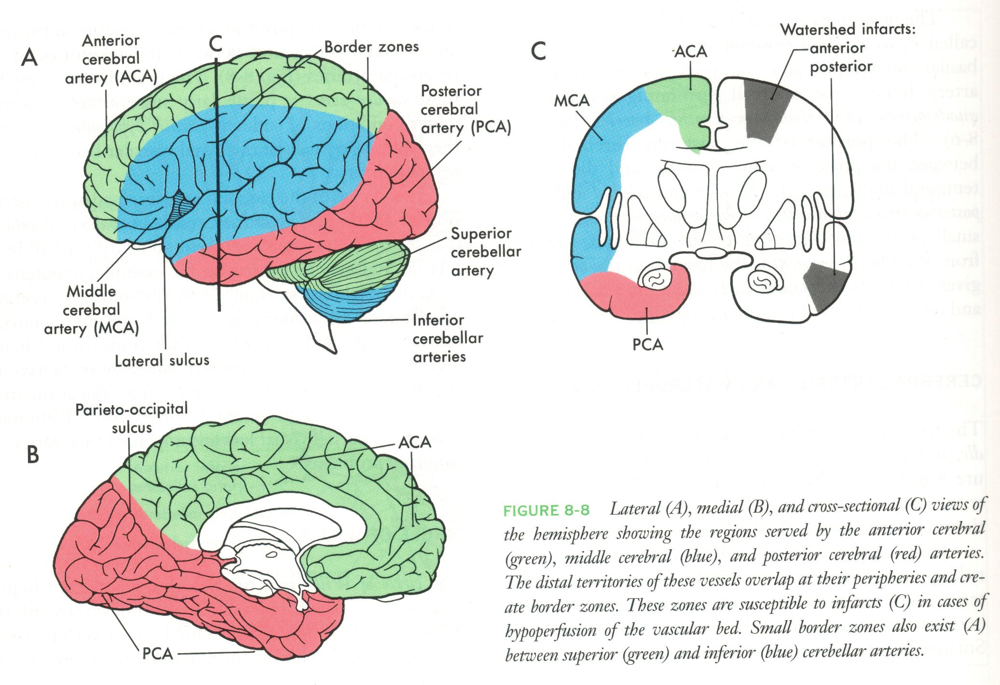 A
Anterior
cerebral
artery (ACA)
C
Border zones
Posterior
cerebral
artery (PCA)
Superior
cerebellar
artery
Inferior
cerebellar
arteries
Middle
cerebral
artery (MCA)
Lateral sulcus
C
ACA
MCA
PCA
Watershed infarcts:
anterior
posterior
B
Parieto-occipital
sulcus
ACA
PCA
FIGURE 8-8 Lateral (A), medial (B), and cross-sectional (C) views of
the hemisphere showing the regions served by the anterior cerebral
(green), middle cerebral (blue), and posterior cerebral (red) arteries.
The distal territories of these vessels overlap at their peripheries and cre-
ate border zones. These zones are susceptible to infarcts (C) in cases of
hypoperfusion of the vascular bed. Small border zones also exist (A)
between superior (green) and inferior (blue) cerebellar arteries.